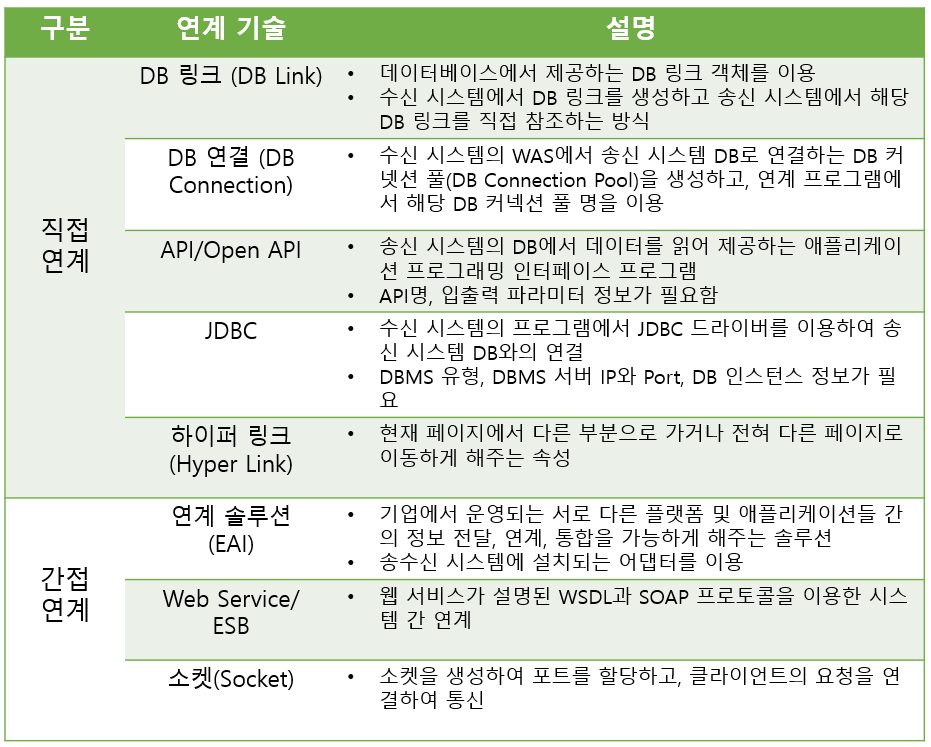 구분 연계 기술 설명
직접
연계
DB 링크 (DB Link)
• 데이터베이스에서 제공하는 DB 링크 객체를 이용
• 수신 시스템에서 DB 링크를 생성하고 송신 시스템에서 해당
DB 링크를 직접 참조하는 방식
DB 연결 (DB
Connection)
• 수신 시스템의 WAS에서 송신 시스템 DB로 연결하는 DB 커
넷션 풀(DB Connection Pool)을 생성하고, 연계 프로그램에
서 해당 DB 커넥션 풀 명을 이용
API/Open API
• 송신 시스템의 DB에서 데이터를 읽어 제공하는 애플리케이
션 프로그래밍 인터페이스 프로그램
• API명, 입출력 파라미터 정보가 필요함
JDBC
• 수신 시스템의 프로그램에서 JDBC 드라이버를 이용하여 송
신 시스템 DB와의 연결
• DBMS 유형, DBMS 서버 IP와 Port, DB 인스턴스 정보가 필
요
하이퍼 링크
(Hyper Link)
• 현재 페이지에서 다른 부분으로 가거나 전혀 다른 페이지로
이동하게 해주는 속성
간접
연계
연계 솔루션
(EAI)
• 기업에서 운영되는 서로 다른 플랫폼 및 애플리케이션들 간
의 정보 전달, 연계, 통합을 가능하게 해주는 솔루션
• 송수신 시스템에 설치되는 어댑터를 이용
Web Service/
ESB
• 웹 서비스가 설명된 WSDL과 SOAP 프로토콜을 이용한 시스
템 간 연계
소켓(Socket)
• 소켓을 생성하여 포트를 할당하고, 클라이언트의 요청을 연
결하여 통신